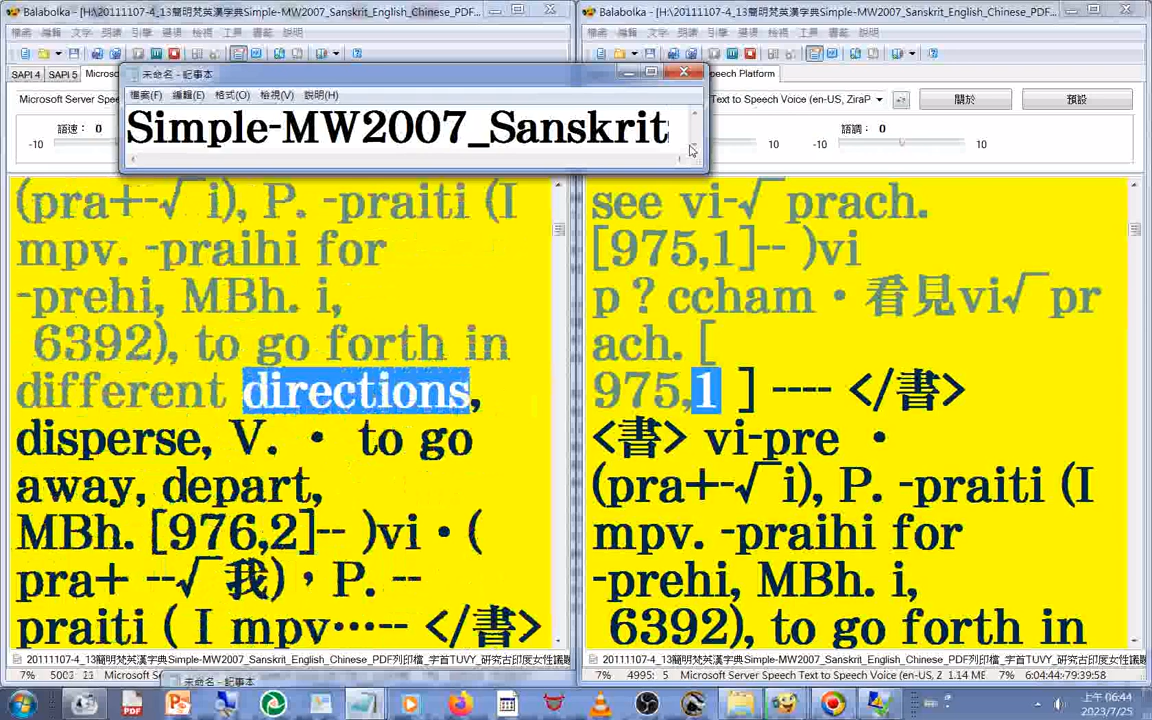 Balabolka - [H:\20111107-4_13簡明梵英漢字典Simple-MW2007_Sanskrit_English_Chinese_PDF...
Balabolka - [H:\20111107-4_13簡明梵英漢字典Simple-MW2007_Sanskrit_English_Chinese_PDF...
SAPI 4 SAPI 5 Microso
未命名 - 記事本
檔案(F) 編輯(E) 格式(O) 檢視(V) 說明(H)
Simple-MW2007_Sanskrit
peech Platform
Microsoft Server Spe
Text to Speech Voice (en-US, ZiraP
關於
預設
語速： 0
語調： 0
-10
10
-10
10
(pra+-√ i), P. -praiti (I
mpv. -praihi for
-prehi, MBh. i,
6392), to go forth in
different directions,
disperse, V. • to go
away, depart,
MBh. [976,2]-- )vi•(
pra+ --√我)，P. --
praiti ( I mpv…-- </書>
see vi-√ prach.
[975,1]-- )vi
p？ccham•看見vi√ pr
ach. [
975,1 ] ---- </書>
<書> vi-pre •
(pra+-√ i), P. -praiti (I
mpv. -praihi for
-prehi, MBh. i,
6392), to go forth in
20111107-4_13簡明梵英漢字典Simple-MW2007_Sanskrit_English_Chinese_PDF列印檔_字首TUVY_研究古印度女性議題
20111107-4_13簡明梵英漢字典Simple-MW2007_Sanskrit_English_Chinese_PDF列印檔_字首TUVY_研究古印度女性議題
7%
Microsoft S
未命名 - 記事本
7% 4995: 5 Microsoft Server Speech Text to Speech Voice (en-US, Z 1.14 ME 7% 6:04:44›79:39:58
上午 06:44
2023/7/25